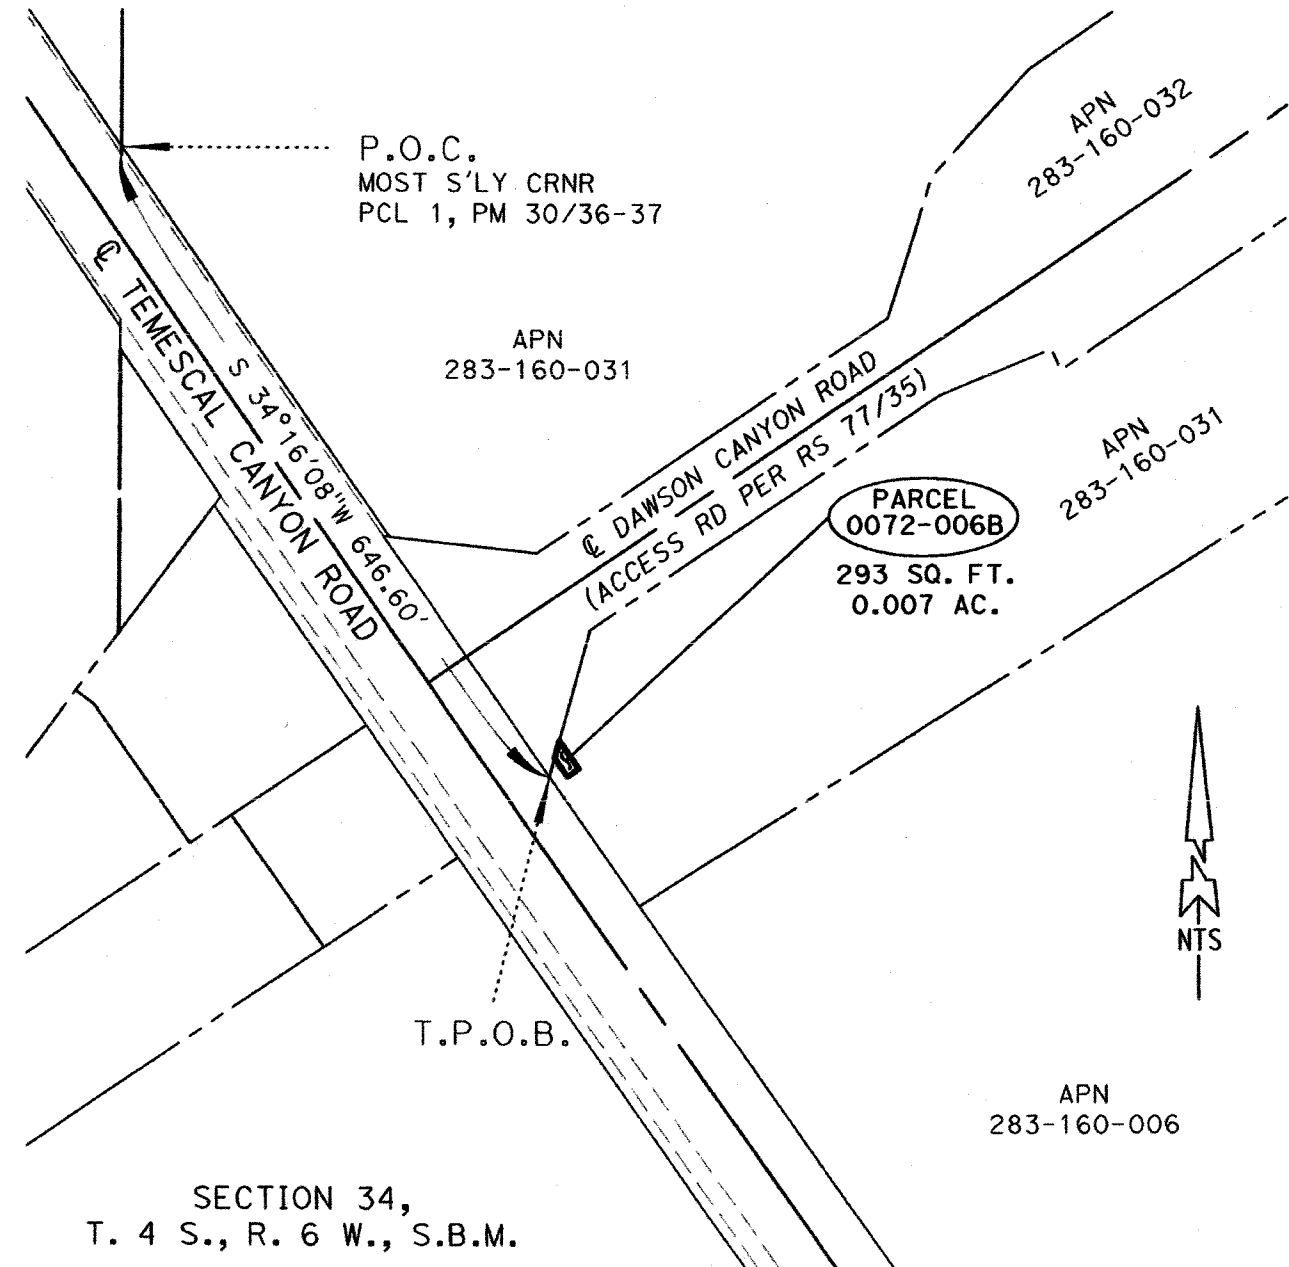 P.O.C.
MOST S'LY CRNR
PCL 1, PM 30/36-37
APN
283-160-032
℄ TEMESCAL CANYON ROAD
S 34°16'08"W 646.60'
APN
283-160-031
℄ DAWSON CANYON ROAD
(ACCESS RD PER RS 77/35)
APN
283-160-031
PARCEL
0072-006B
293 SQ. FT.
0.007 AC.
NTS
T.P.O.B.
APN
283-160-006
SECTION 34,
T. 4 S., R. 6 W., S.B.M.